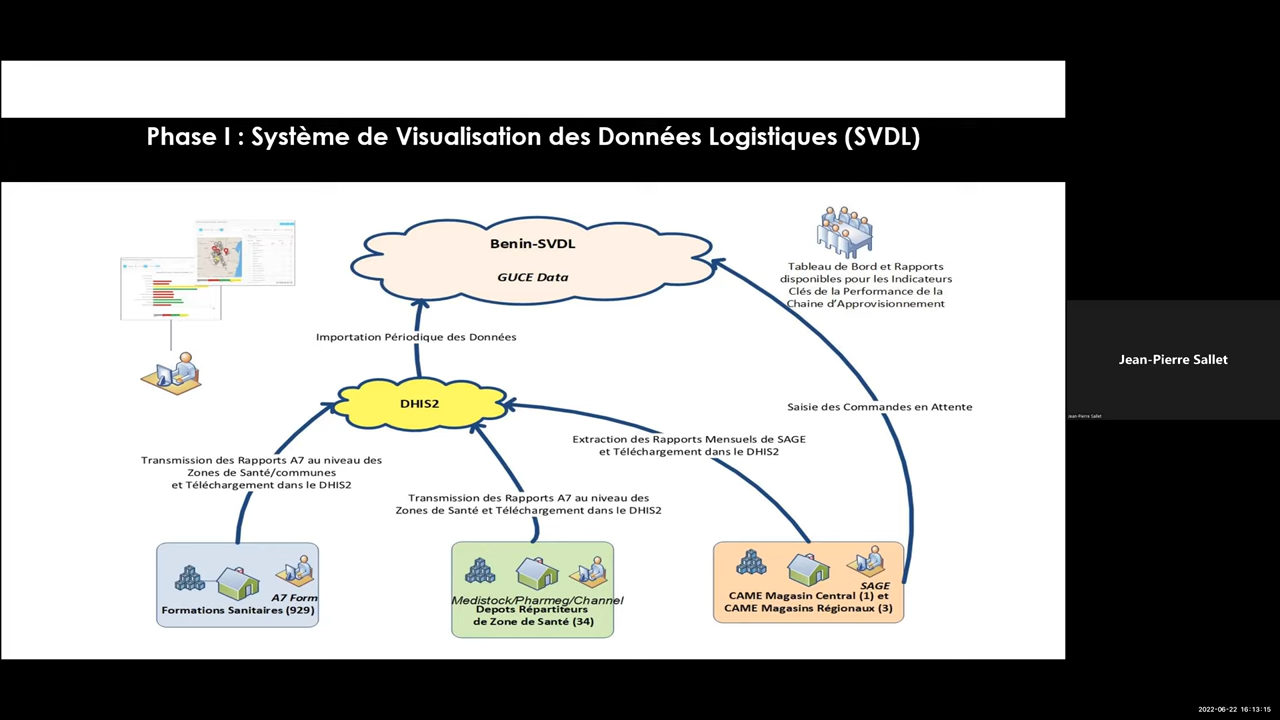 Phase I : Système de Visualisation des Données Logistiques (SVDL)
Benin-SVDL
GUCE Data
Tableau de Bord et Rapports
disponibles pour les Indicateurs
Clés de la Performance de la
Chaine d'Approvisionnement
Importation Périodique des Données
Jean-Pierre Sallet
Jean-Pierre Sallet
DHIS2
Saisie des Commandes en Attente
Extraction des Rapports Mensuels de SAGE
et Téléchargement dans le DHIS2
Transmission des Rapports A7 au niveau des
Zones de Santé/communes
et Téléchargement dans le DHIS2
Transmission des Rapports A7 au niveau des
Zones de Santé et Téléchargement dans le DHIS2
A7 Form
Formations Sanitaires (929)
Medistock/Pharmeg/Channel
Depots Répartiteurs
de Zone de Santé (34)
SAGE
CAME Magasin Central (1) et
CAME Magasins Régionaux (3)
2022-06-22 16:13:15